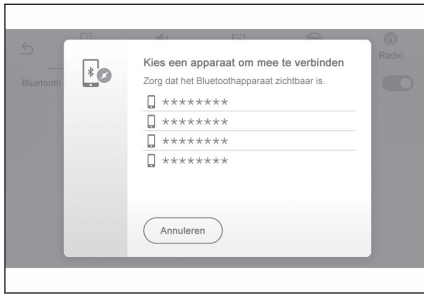 Kies een apparaat om mee te verbinden
Radio
Zorg dat het Bluetoothapparaat zichtbaar is.
Bluetooth
********
********
********
********
Annuleren